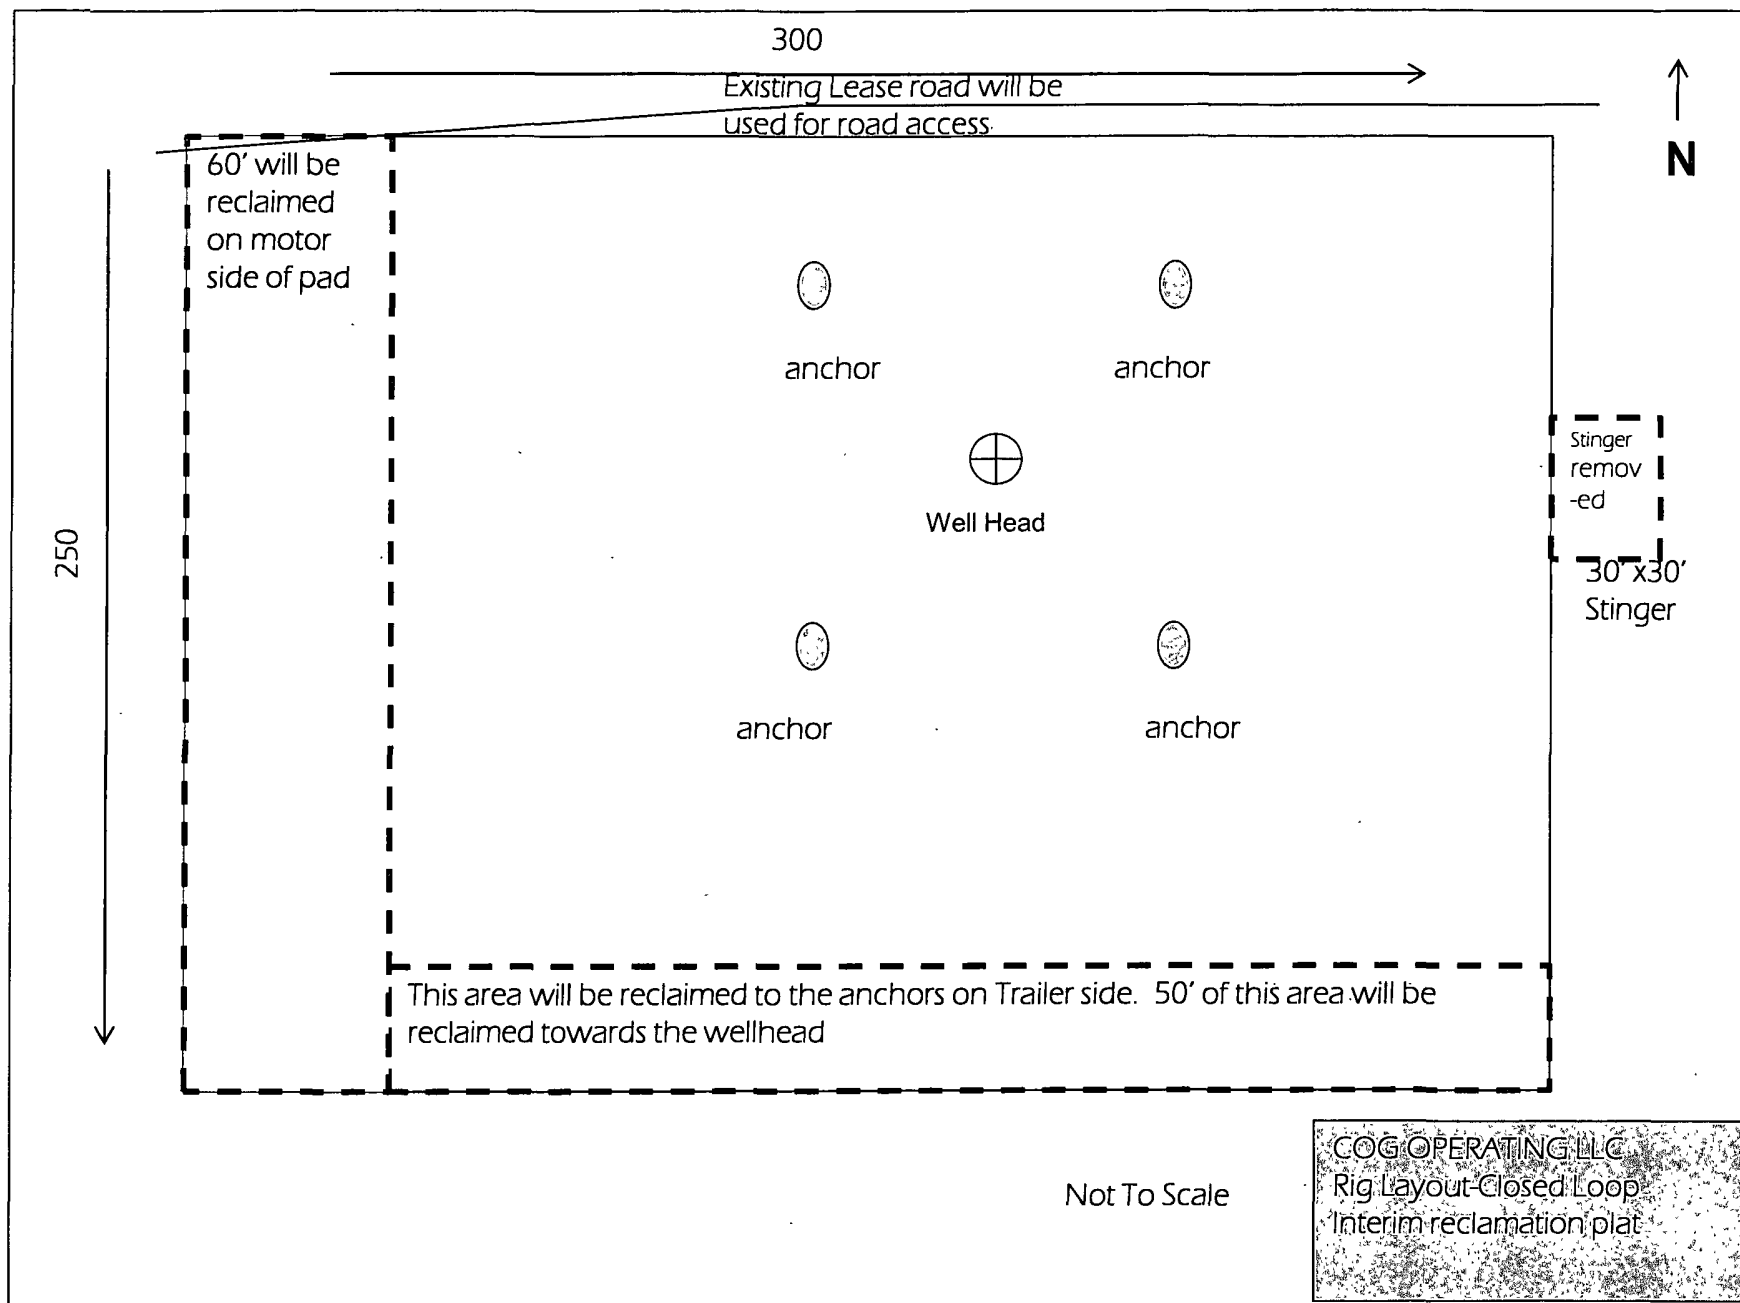 300
Existing Lease road will be
used for road access
N
60' will be
reclaimed
on motor
side of pad
anchor
anchor
Stinger
remov
-ed
Well Head
250
30' x30'
Stinger
anchor
anchor
This area will be reclaimed to the anchors on Trailer side. 50' of this area will be
reclaimed towards the wellhead
Not To Scale
COG OPERATING LLC
Rig Layout-Closed Loop
Interim reclamation plat